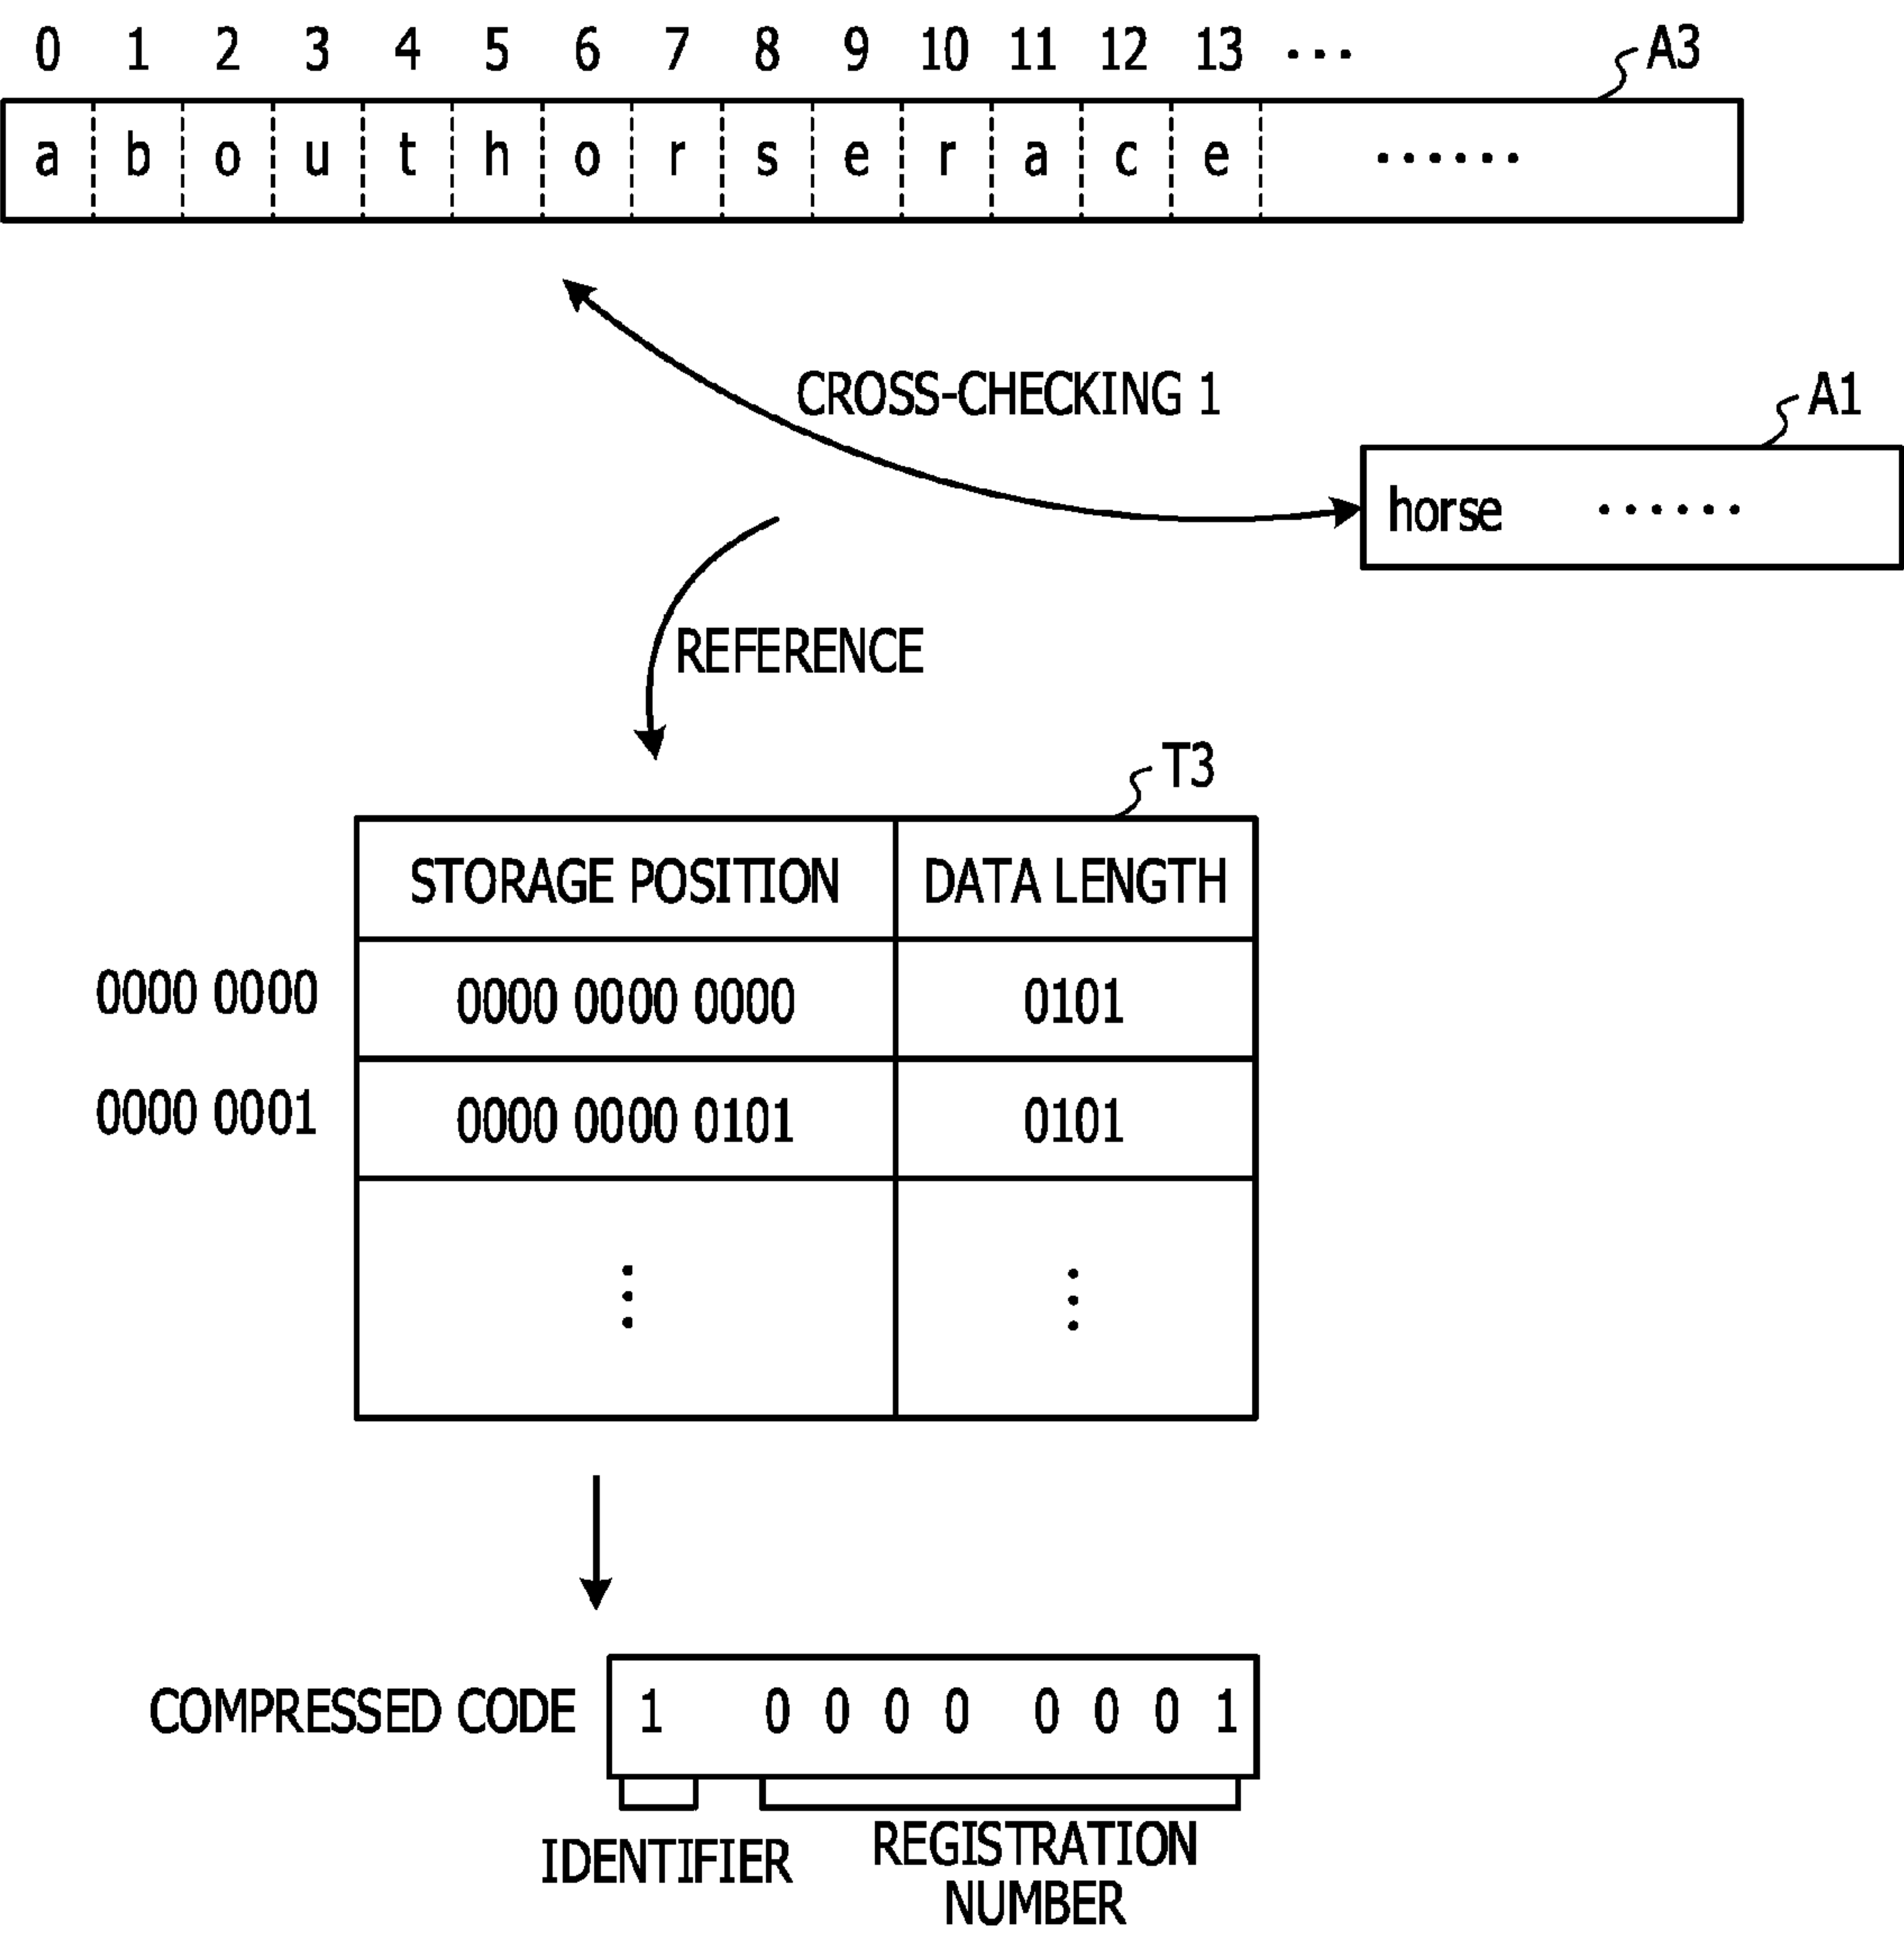 0 1 2 3 4 5 6 7 8 9 10 11 12 13 ··· A3
a b o u t h o r s e r a c e ······
CROSS-CHECKING 1
A1
horse ······
REFERENCE
T3
STORAGE POSITION DATA LENGTH
0000 0000 0000 0000 0000 0101
0000 0001 0000 0000 0101 0101
COMPRESSED CODE 1 0 0 0 0 0 0 0 1
IDENTIFIER
REGISTRATION
NUMBER